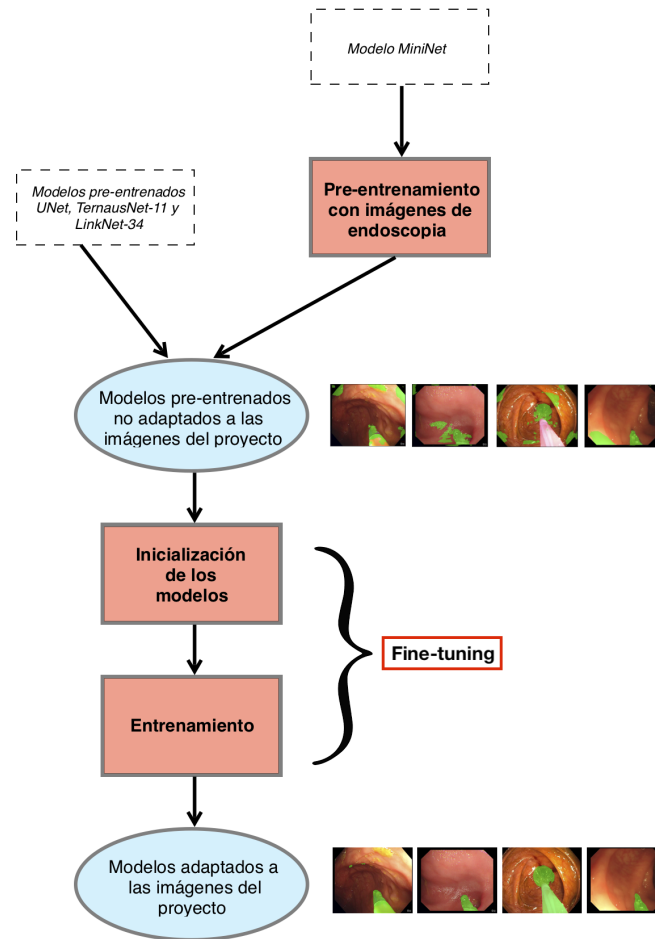 Modelo MiniNet
Modelos pre-entrenados
UNet, TernausNet-11 y
LinkNet-34
Pre-entrenamiento
con imágenes de
endoscopia
Modelos pre-entrenados
no adaptados a las
imágenes del proyecto
Inicialización
de los
modelos
Fine-tuning
Entrenamiento
Modelos adaptados a
las imágenes del
proyecto